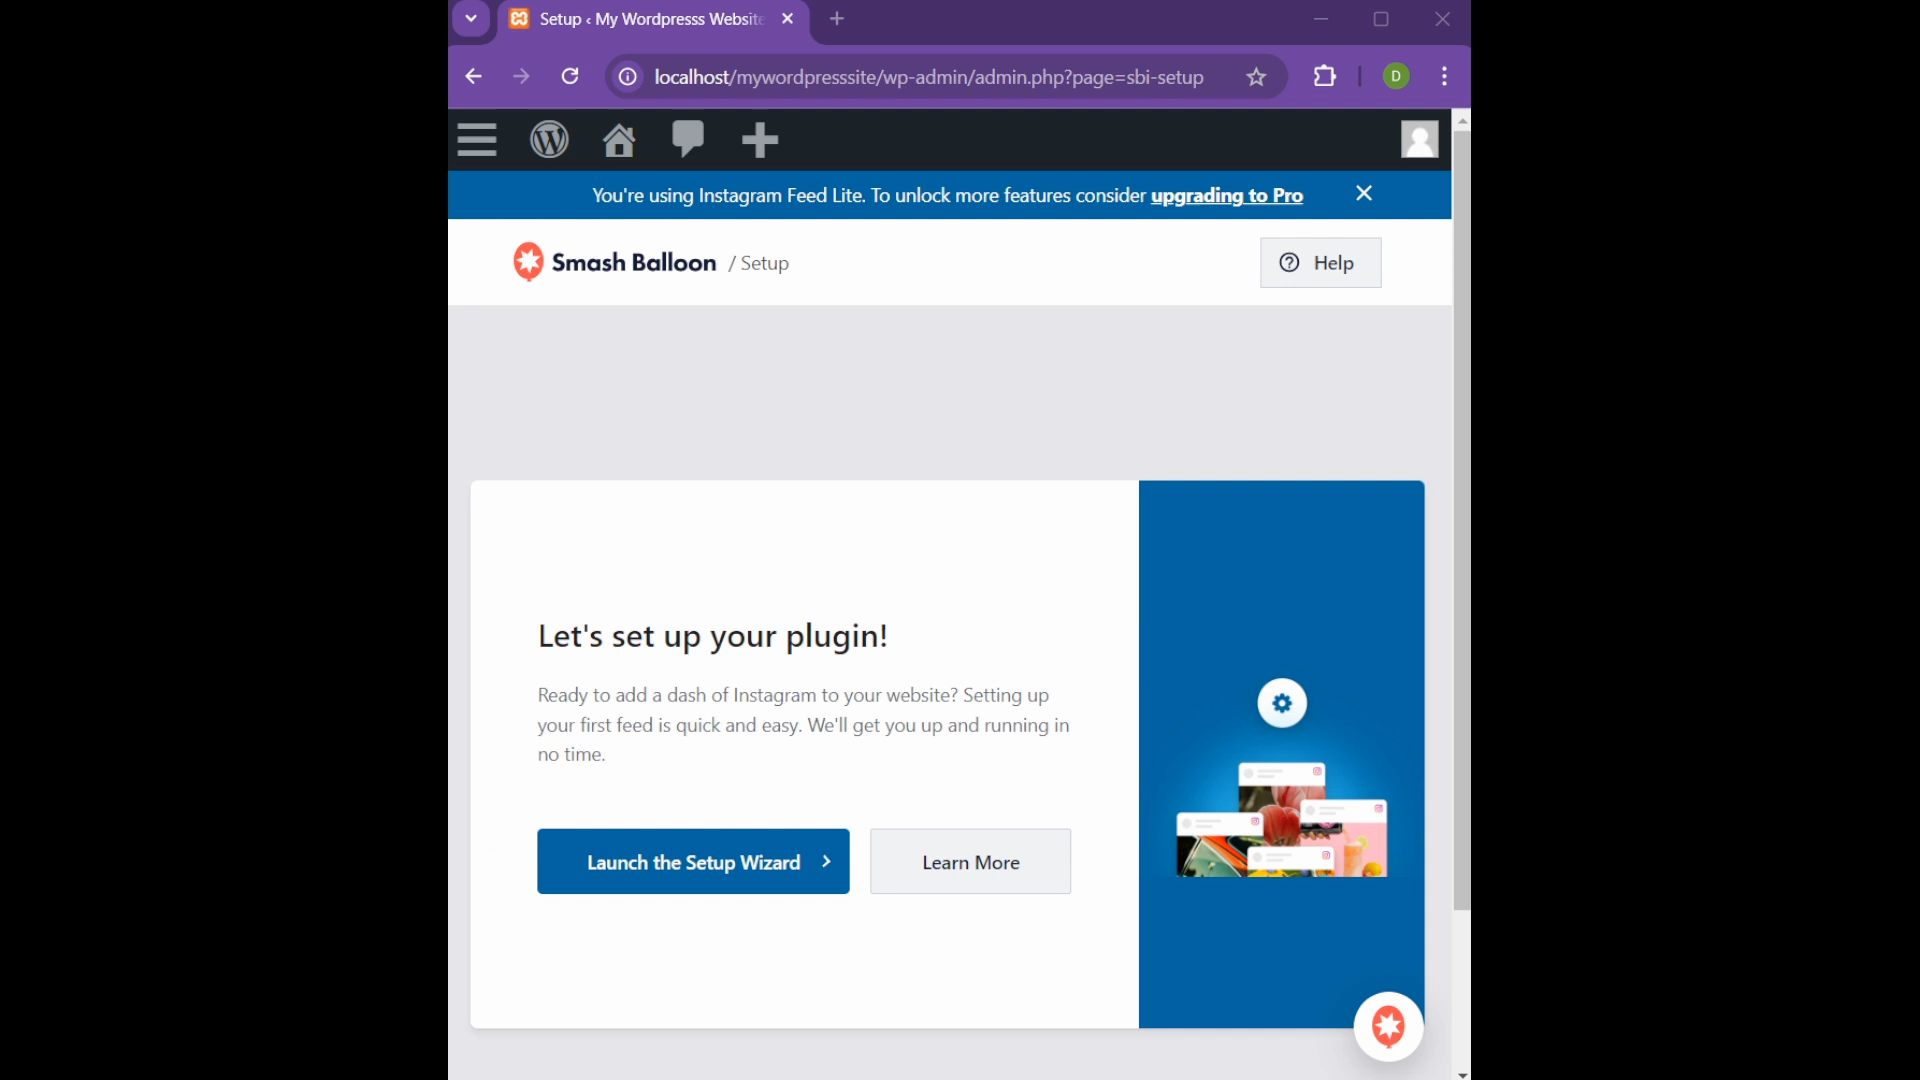 Setup ‹ My Wordpresss Website
localhost/mywordpresssite/wp-admin/admin.php?page=sbi-setup
D
You're using Instagram Feed Lite. To unlock more features consider upgrading to Pro
Smash Balloon / Setup
Help
Let's set up your plugin!
Ready to add a dash of Instagram to your website? Setting up
your first feed is quick and easy. We'll get you up and running in
no time.
Launch the Setup Wizard
Learn More